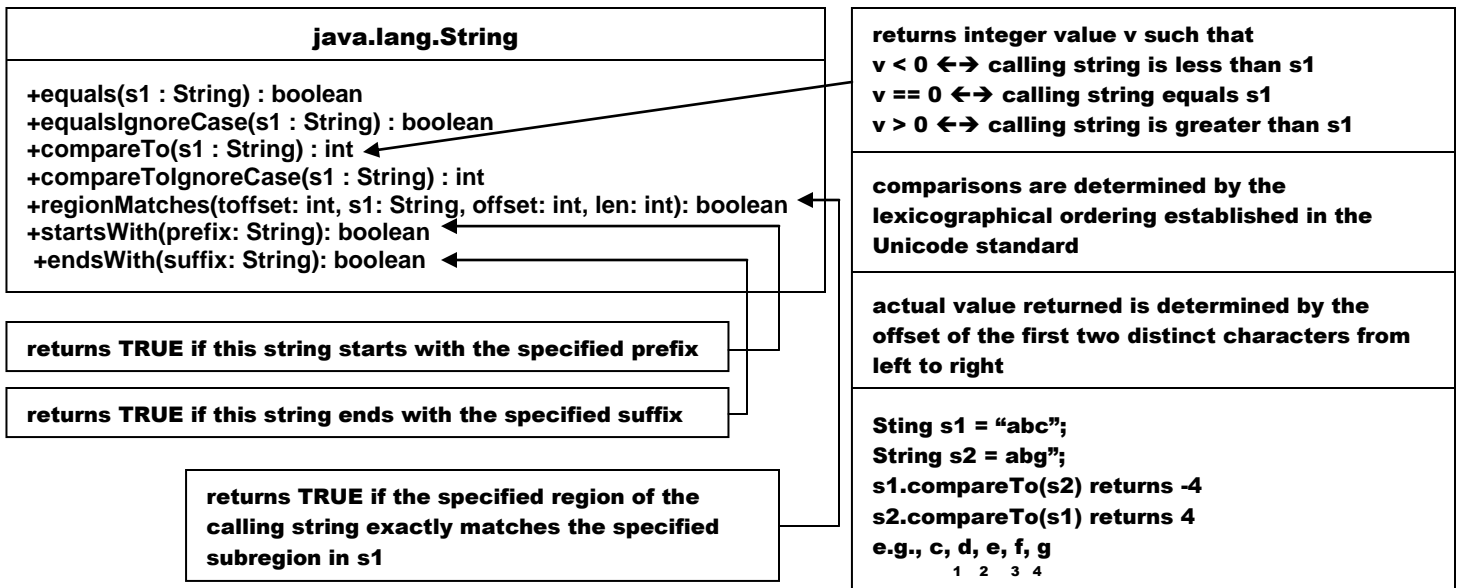 java.lang.String
+equals(s1 : String) : boolean
+equalsIgnoreCase(s1 : String) : boolean
+compareTo(s1 : String) : int
+compareToIgnoreCase(s1 : String) : int
+regionMatches(toffset: int, s1: String, offset: int, len: int): boolean
+startsWith(prefix: String): boolean
+endsWith(suffix: String): boolean
returns TRUE if this string starts with the specified prefix
returns TRUE if this string ends with the specified suffix
returns TRUE if the specified region of the
calling string exactly matches the specified
subregion in s1
returns integer value v such that
v < 0 ←→ calling string is less than s1
v == 0 ←→ calling string equals s1
v > 0 ←→ calling string is greater than s1
comparisons are determined by the
lexicographical ordering established in the
Unicode standard
actual value returned is determined by the
offset of the first two distinct characters from
left to right
Sting s1 = “abc”;
String s2 = abg”;
s1.compareTo(s2) returns -4
s2.compareTo(s1) returns 4
e.g., c, d, e, f, g
1 2 3 4